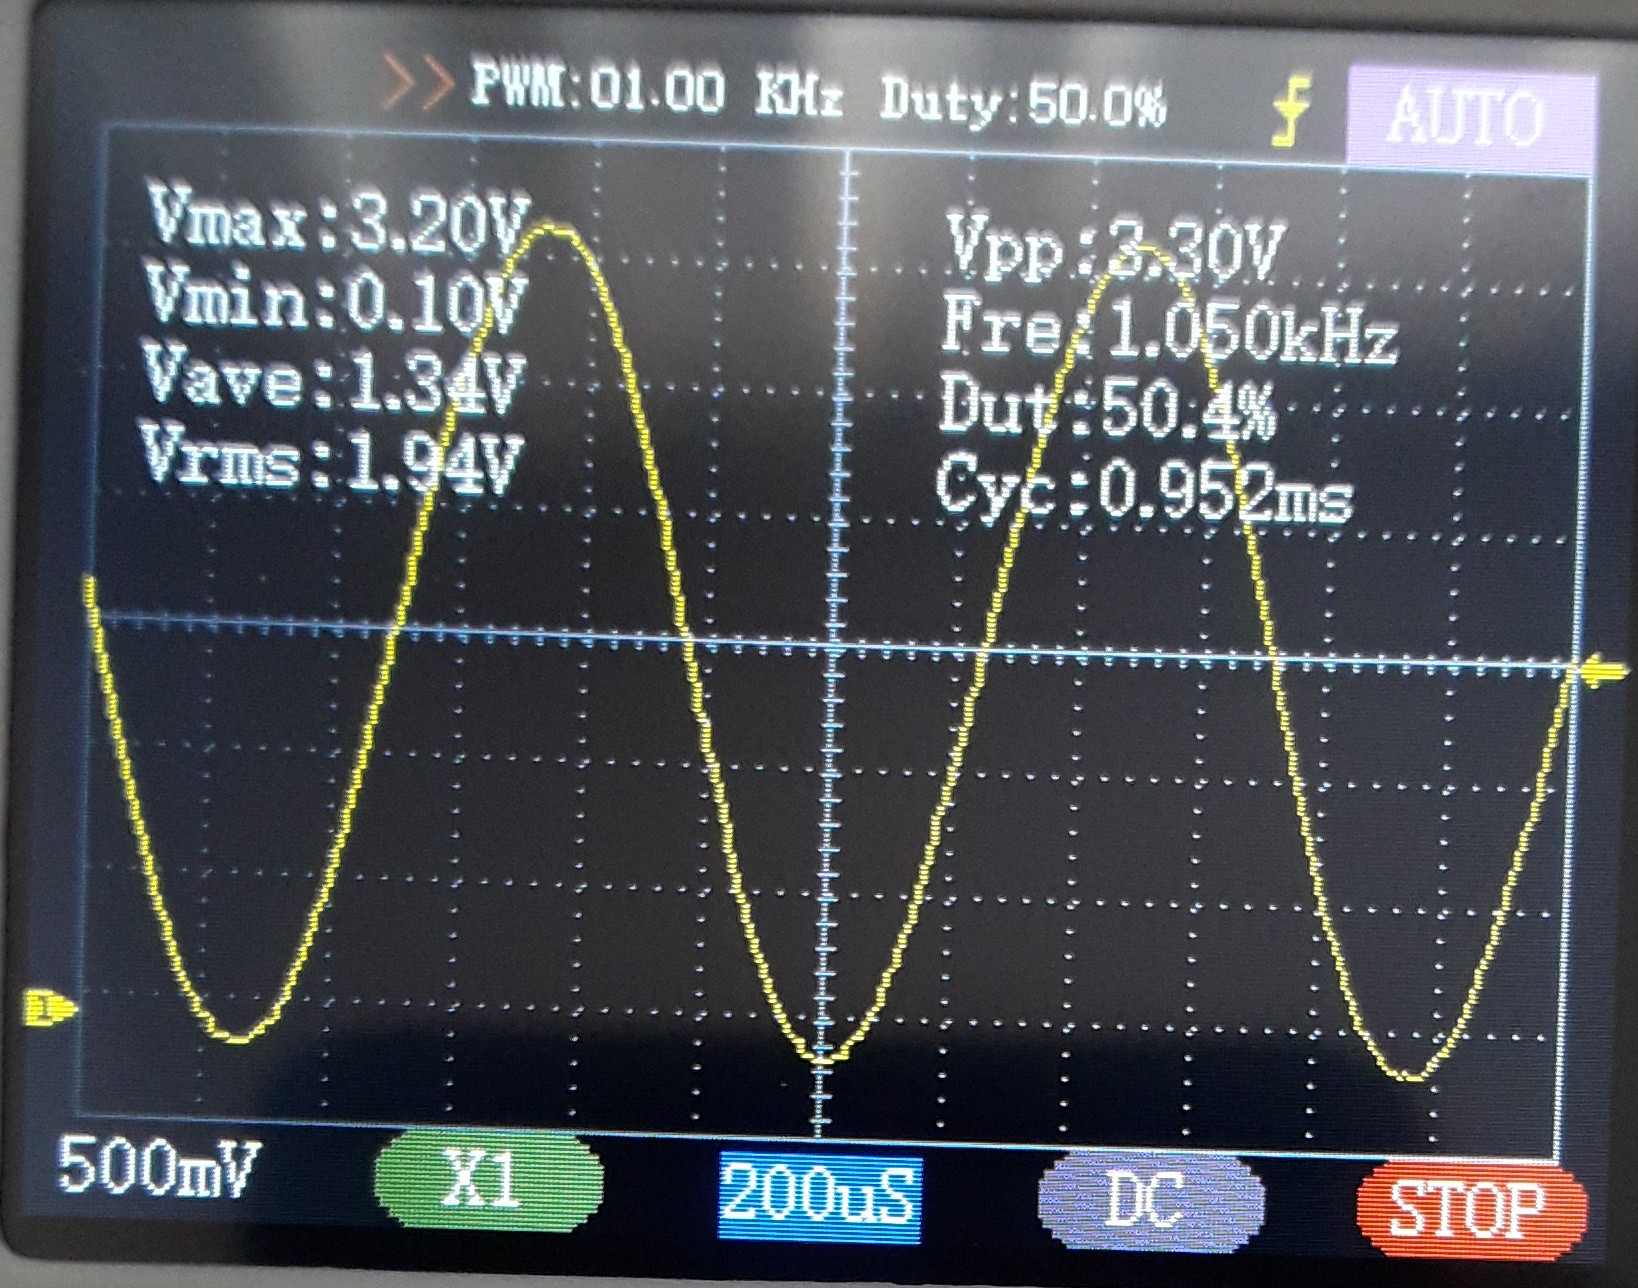 >> PWM:01.00 KHz Duty:50.0% AUTO
Vmax:3.20V
Vmin:0.10V
Vave:1.34V
Vrms:1.94V
Vpp:3.30V
Fre:1.050kHz
Dut:50.4%
Cyc:0.952ms
1
500mV X1 200uS DC STOP